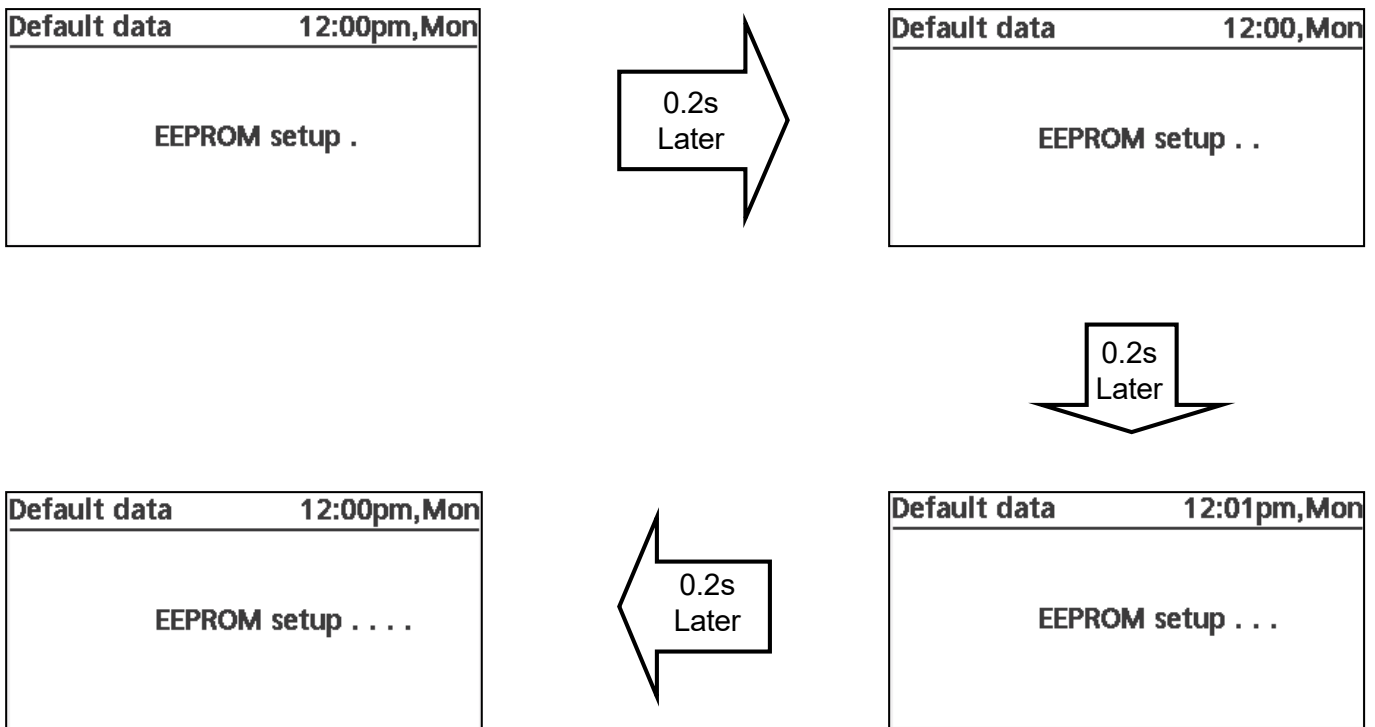 Default data 12:00pm,Mon
EEPROM setup .
0.2s
Later
Default data 12:00,Mon
EEPROM setup . .
0.2s
Later
Default data 12:01pm,Mon
EEPROM setup . . .
0.2s
Later
Default data 12:00pm,Mon
EEPROM setup . . . .